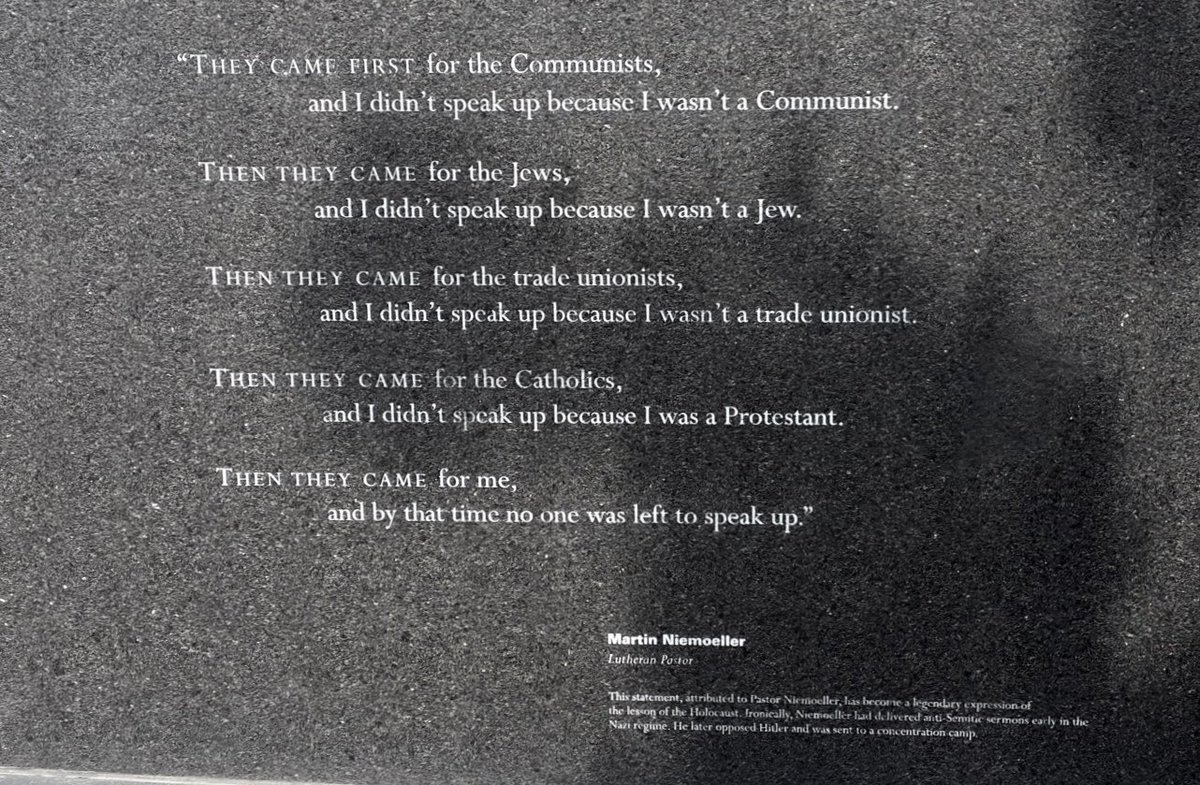 “THEY CAME FIRST for the Communists,
and I didn’t speak up because I wasn’t a Communist.
THEN THEY CAME for the Jews,
and I didn’t speak up because I wasn’t a Jew.
THEN THEY CAME for the trade unionists,
and I didn’t speak up because I wasn’t a trade unionist.
THEN THEY CAME for the Catholics,
and I didn’t speak up because I was a Protestant.
THEN THEY CAME for me,
and by that time no one was left to speak up.”
Martin Niemoeller
Lutheran Pastor
This statement, attributed to Pastor Niemoeller, has become a legendary expression of
the lesson of the Holocaust. Ironically, Niemoeller had delivered anti-Semitic sermons early in the
Nazi regime. He later opposed Hitler and was sent to a concentration camp.